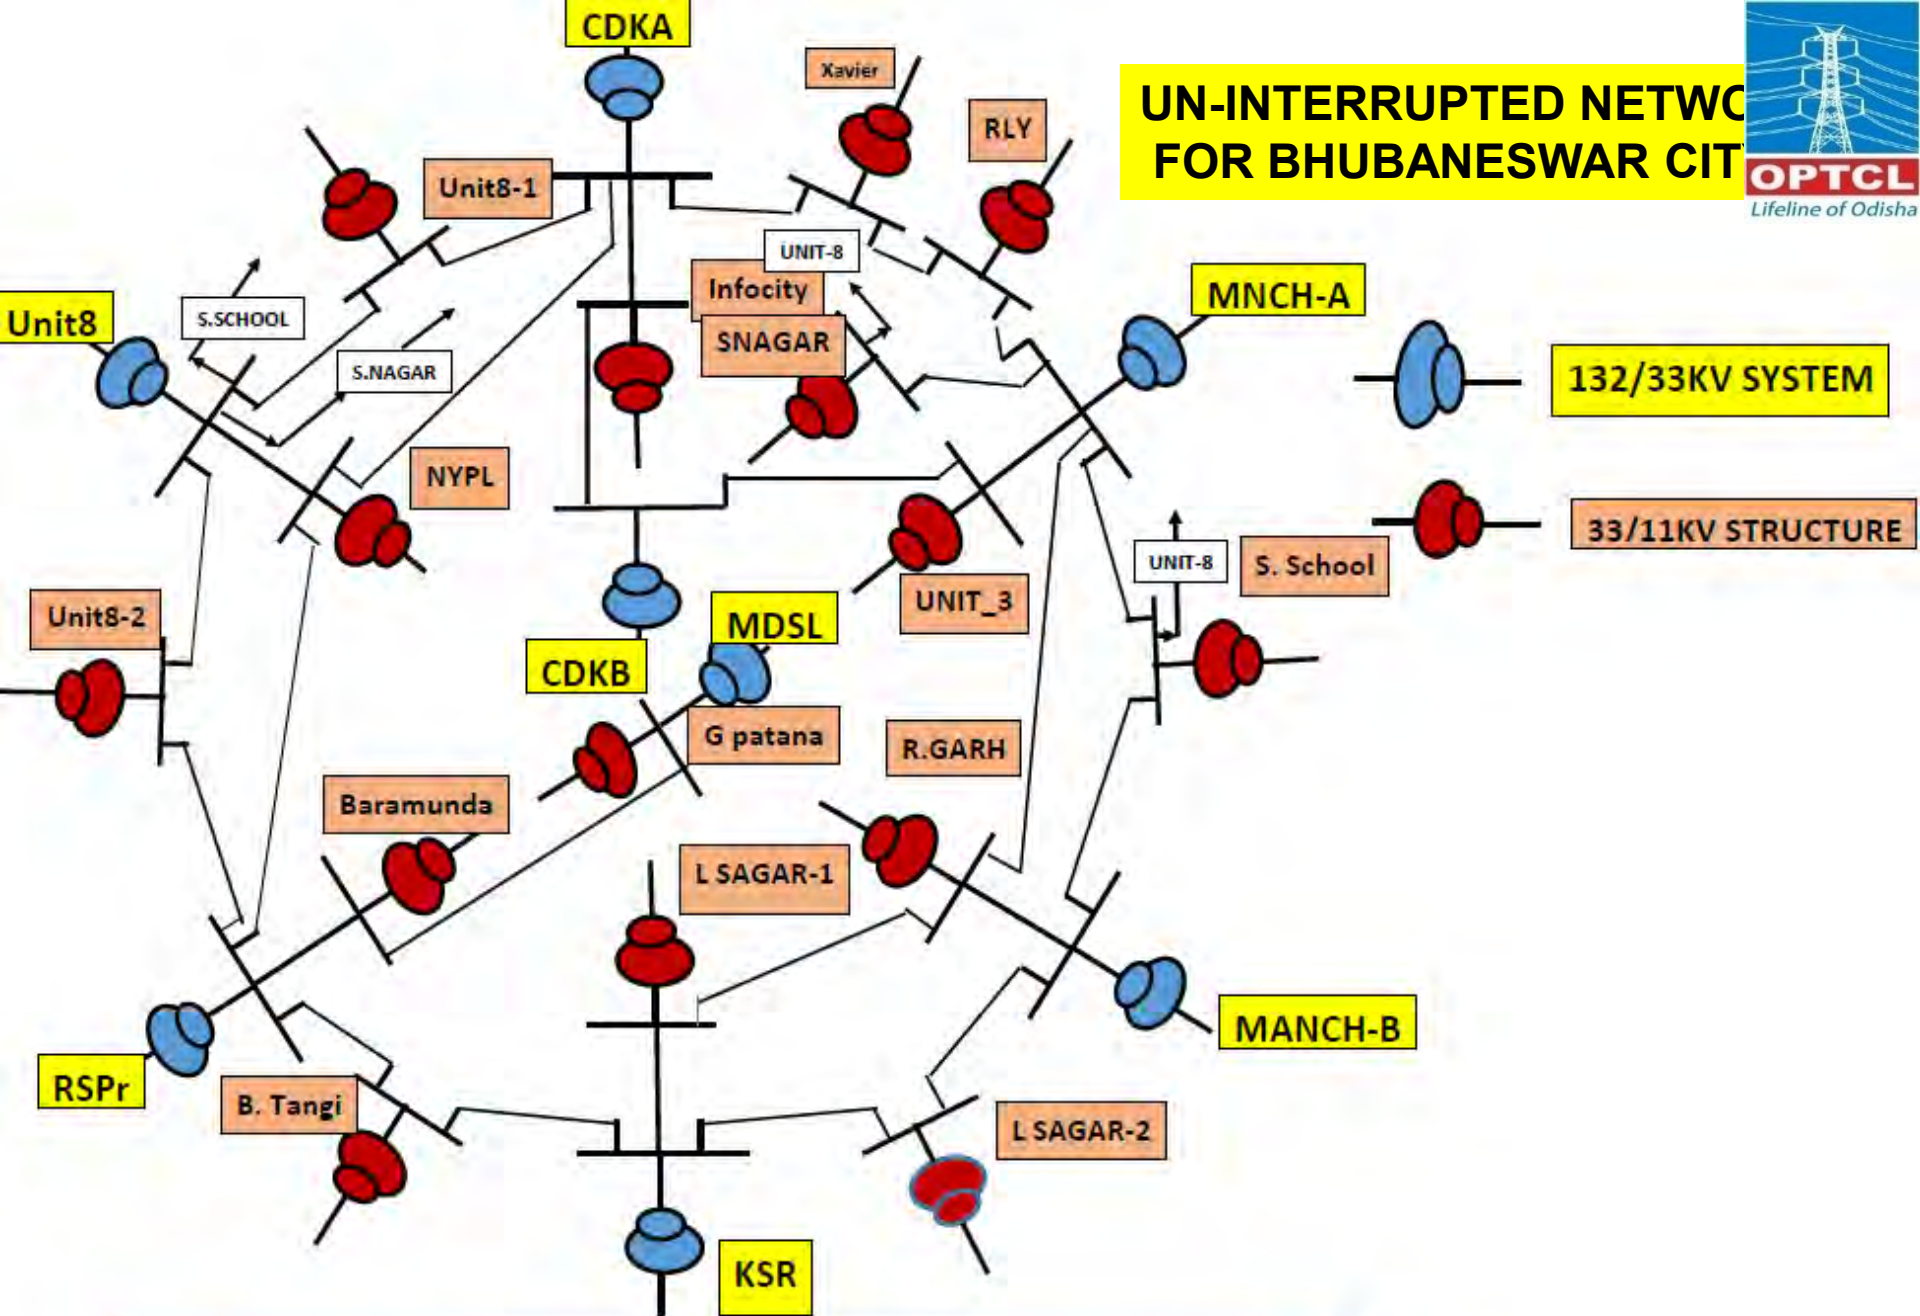 CDKA
Xavier
RLY
UN-INTERRUPTED NETWO
FOR BHUBANESWAR CIT
OPTCL
Lifeline of Odisha
Unit8-1
UNIT-8
Infocity
MNCH-A
S.SCHOOL
Unit8
SNAGAR
S.NAGAR
132/33KV SYSTEM
NYPL
33/11KV STRUCTURE
UNIT-8
S. School
UNIT_3
Unit8-2
MDSL
CDKB
G patana
R.GARH
Baramunda
L SAGAR-1
MANCH-B
RSPr
B. Tangi
L SAGAR-2
KSR